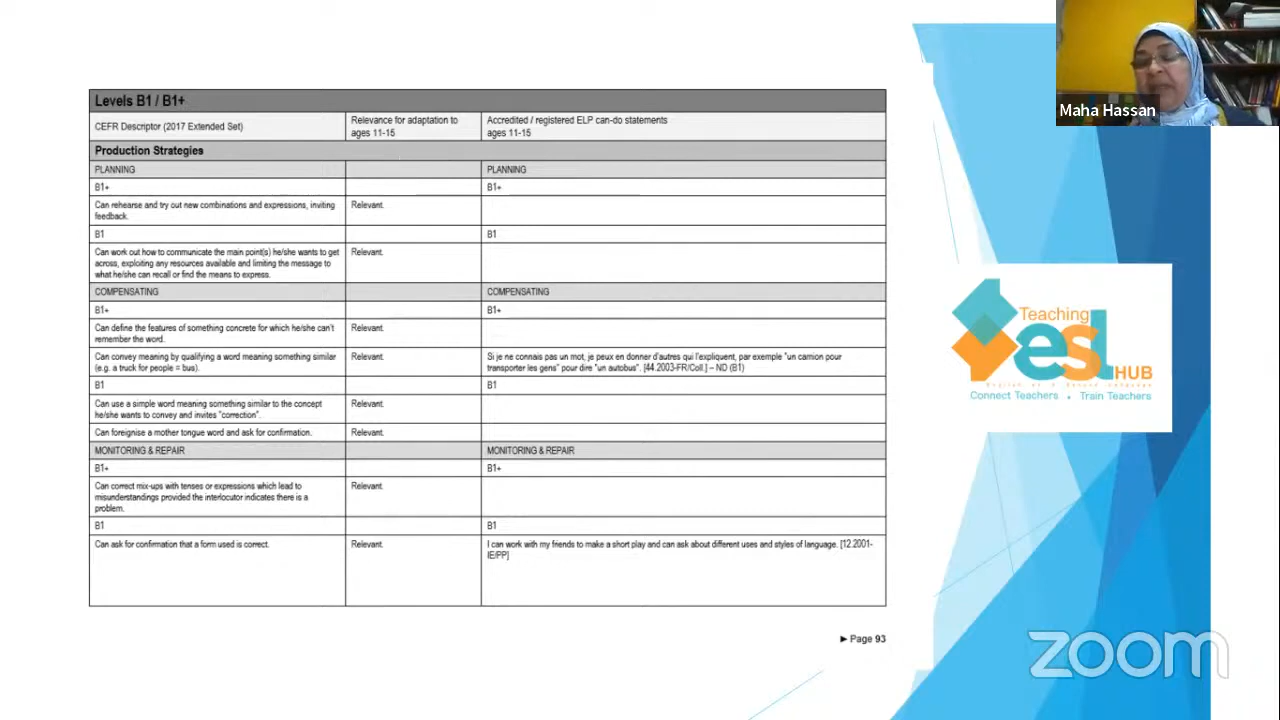 Maha Hassan
Levels B1 / B1+
CEFR Descriptor (2017 Extended Set)
Relevance for adaptation to
ages 11-15
Accredited / registered ELP can-do statements
ages 11-15
Production Strategies
PLANNING
PLANNING
B1+
B1+
Can rehearse and try out new combinations and expressions, inviting
feedback.
Relevant.
B1
B1
Can work out how to communicate the main point(s) he/she wants to get
across, exploiting any resources available and limiting the message to
what he/she can recall or find the means to express.
Relevant.
COMPENSATING
COMPENSATING
B1+
B1+
Can define the features of something concrete for which he/she can't
remember the word.
Relevant.
Can convey meaning by qualifying a word meaning something similar
(e.g. a truck for people = bus).
Relevant.
Si je ne connais pas un mot, je peux en donner d'autres qui l'expliquent, par exemple "un camion pour
transporter les gens" pour dire "un autobus". [44.2003-FR/Coll.] – ND (B1)
B1
B1
Can use a simple word meaning something similar to the concept
he/she wants to convey and invites "correction".
Relevant.
Can foreignise a mother tongue word and ask for confirmation.
Relevant.
MONITORING & REPAIR
MONITORING & REPAIR
B1+
B1+
Can correct mix-ups with tenses or expressions which lead to
misunderstandings provided the interlocutor indicates there is a
problem.
Relevant.
B1
B1
Can ask for confirmation that a form used is correct.
Relevant.
I can work with my friends to make a short play and can ask about different uses and styles of language. [12.2001-
IE/PP]
► Page 93
Teaching
esl
HUB
English as a Second Language
Connect Teachers . Train Teachers
zoom